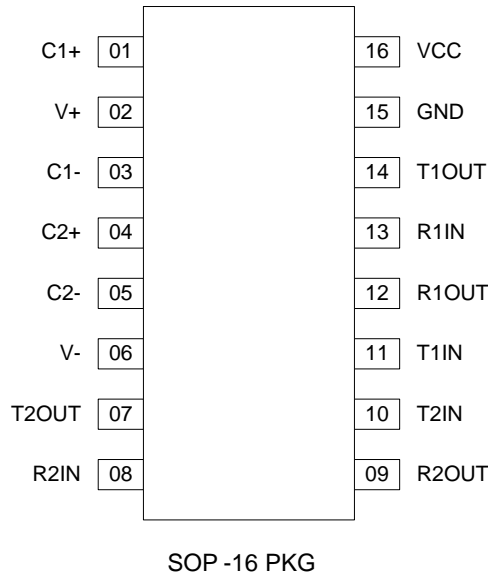 C1+ 01 16 VCC
V+ 02 15 GND
C1- 03 14 T1OUT
C2+ 04 13 R1IN
C2- 05 12 R1OUT
V- 06 11 T1IN
T2OUT 07 10 T2IN
R2IN 08 09 R2OUT
SOP -16 PKG